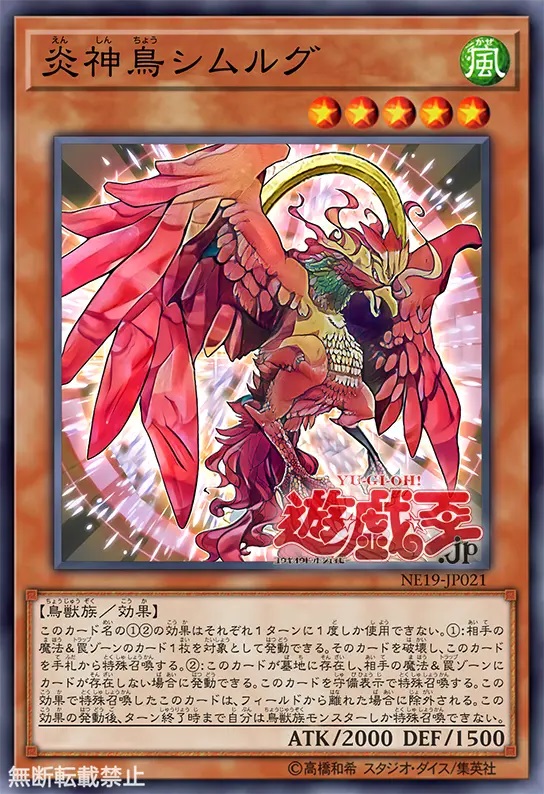 炎神鳥シムルグ
風
YU-GI-OH!
遊戯王
.jp
NE19-JP021
【鳥獣族／効果】
このカード名の①②の効果はそれぞれ１ターンに１度しか使用できない。①:相手の
魔法&罠ゾーンのカード１枚を対象として発動できる。そのカードを破壊し、このカード
を手札から特殊召喚する。②:このカードが墓地に存在し、相手の魔法&罠ゾーンに
カードが存在しない場合に発動できる。このカードを守備表示で特殊召喚する。この
効果で特殊召喚したこのカードは、フィールドから離れた場合に除外される。この
効果の発動後、ターン終了時まで自分は鳥獣族モンスターしか特殊召喚できない。
ATK/2000 DEF/1500
無断転載禁止
©高橋和希 スタジオ・ダイス/集英社